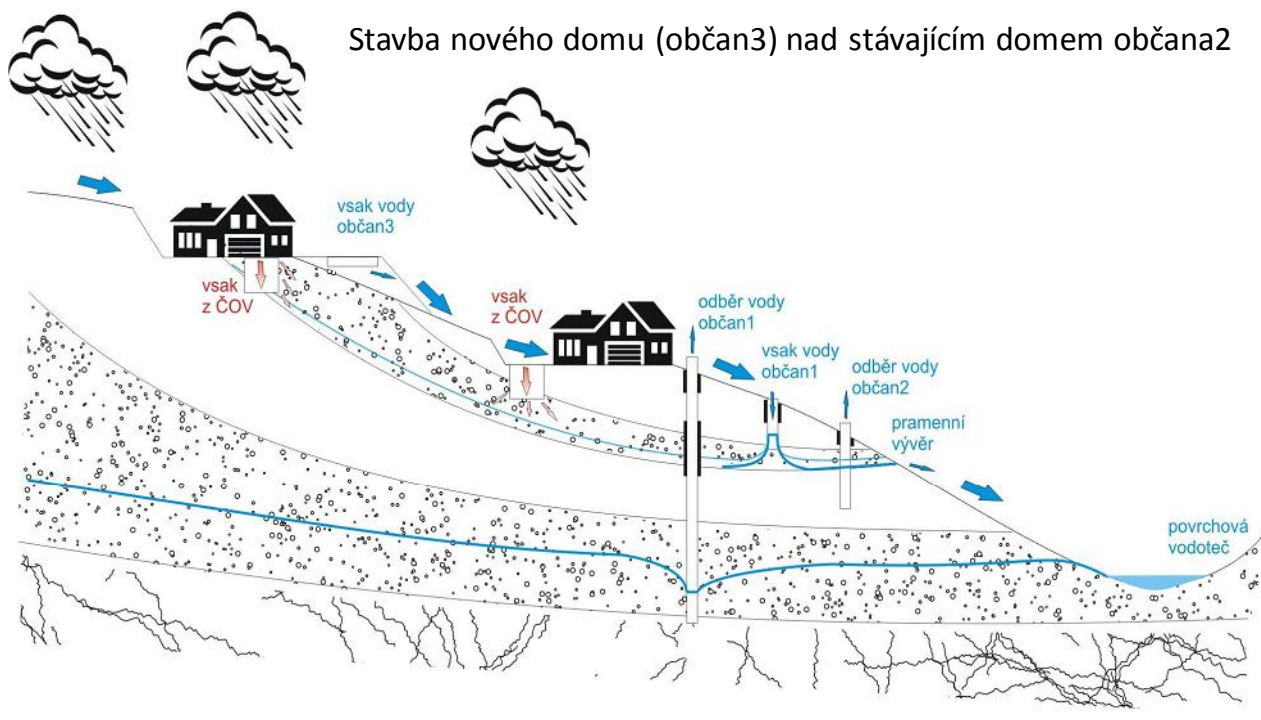 Stavba nového domu (občan3) nad stávajícím domem občana2
vsak vody
občan3
vsak
z ČOV
vsak
z ČOV
odběr vody
občan1
vsak vody
občan1
odběr vody
občan2
pramenní
vývěr
povrchová
vodoteč